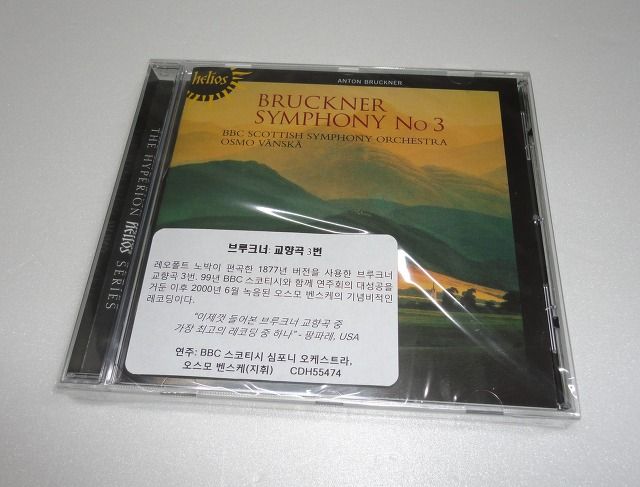 helios
ANTON BRUCKNER
BRUCKNER
SYMPHONY No 3
BBC SCOTTISH SYMPHONY ORCHESTRA
OSMO VÄNSKÄ
THE HYPERION helios SERIES
브루크너: 교향곡 3번
레오폴트 노박이 편곡한 1877년 버전을 사용한 브루크너
교향곡 3번. 99년 BBC 스코티시와 함께 연주회의 대성공을
거둔 이후 2000년 6월 녹음된 오스모 벤스케의 기념비적인
레코딩이다.
"이제껏 들어본 브루크너 교향곡 중
가장 최고의 레코딩 중 하나" - 팡파레, USA
연주: BBC 스코티시 심포니 오케스트라,
오스모 벤스케(지휘) CDH55474